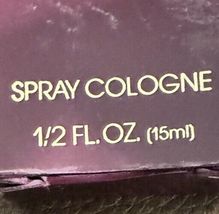 SPRAY COLOGNE
1/2 FL. OZ. (15ml)